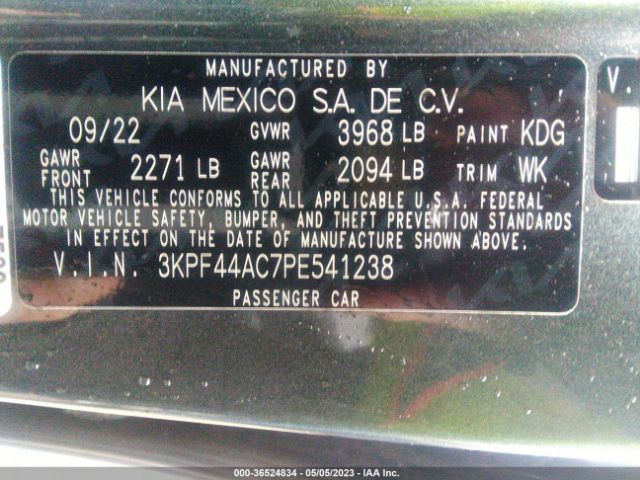 MANUFACTURED BY
KIA MEXICO S.A. DE C.V.
09/22 GVWR 3968 LB PAINT KDG
GAWR FRONT 2271 LB GAWR REAR 2094 LB TRIM WK
THIS VEHICLE CONFORMS TO ALL APPLICABLE U.S.A. FEDERAL
MOTOR VEHICLE SAFETY, BUMPER, AND THEFT PREVENTION STANDARDS
IN EFFECT ON THE DATE OF MANUFACTURE SHOWN ABOVE.
V.I.N. 3KPF44AC7PE541238
PASSENGER CAR
V.
000-36524834 - 05/05/2023 - IAA Inc.